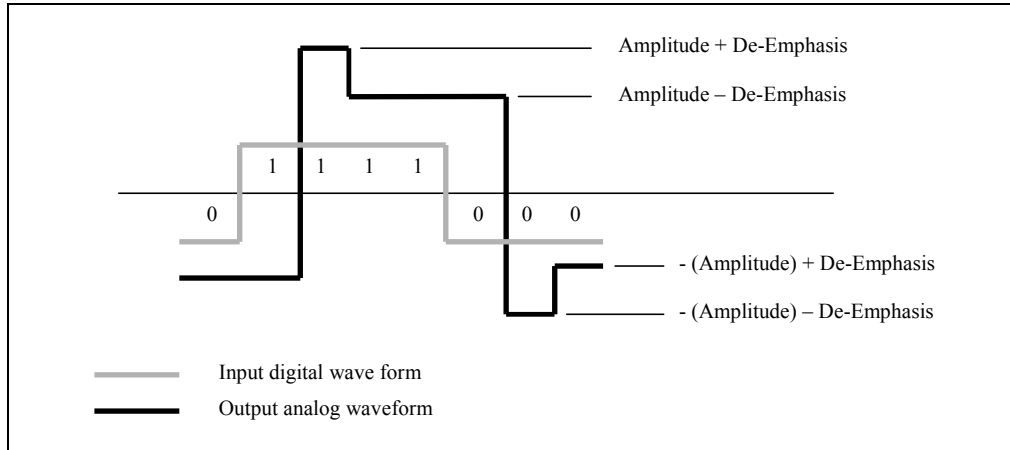 Amplitude + De-Emphasis
Amplitude – De-Emphasis
1 1 1 1
0 0 0 0
- (Amplitude) + De-Emphasis
- (Amplitude) – De-Emphasis
Input digital wave form
Output analog waveform